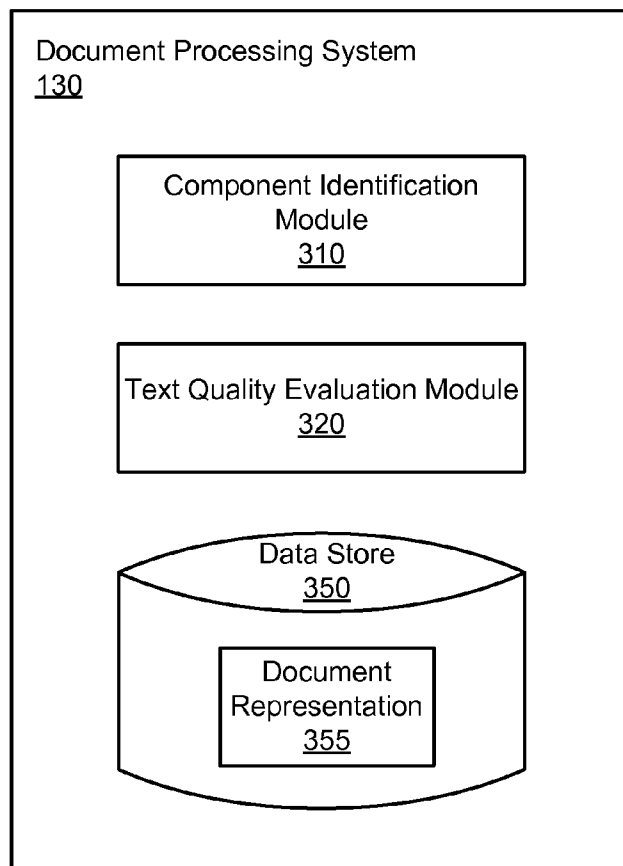 Document Processing System
130
Component Identification
Module
310
Text Quality Evaluation Module
320
Data Store
350
Document
Representation
355